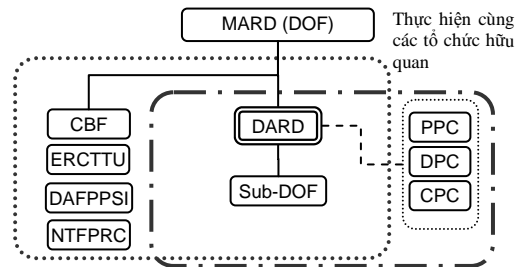 MARD (DOF)
Thực hiện cùng
các tổ chức hữu
quan
CBF
ERCTTU
DAFPPSI
NTFPRC
DARD
Sub-DOF
PPC
DPC
CPC